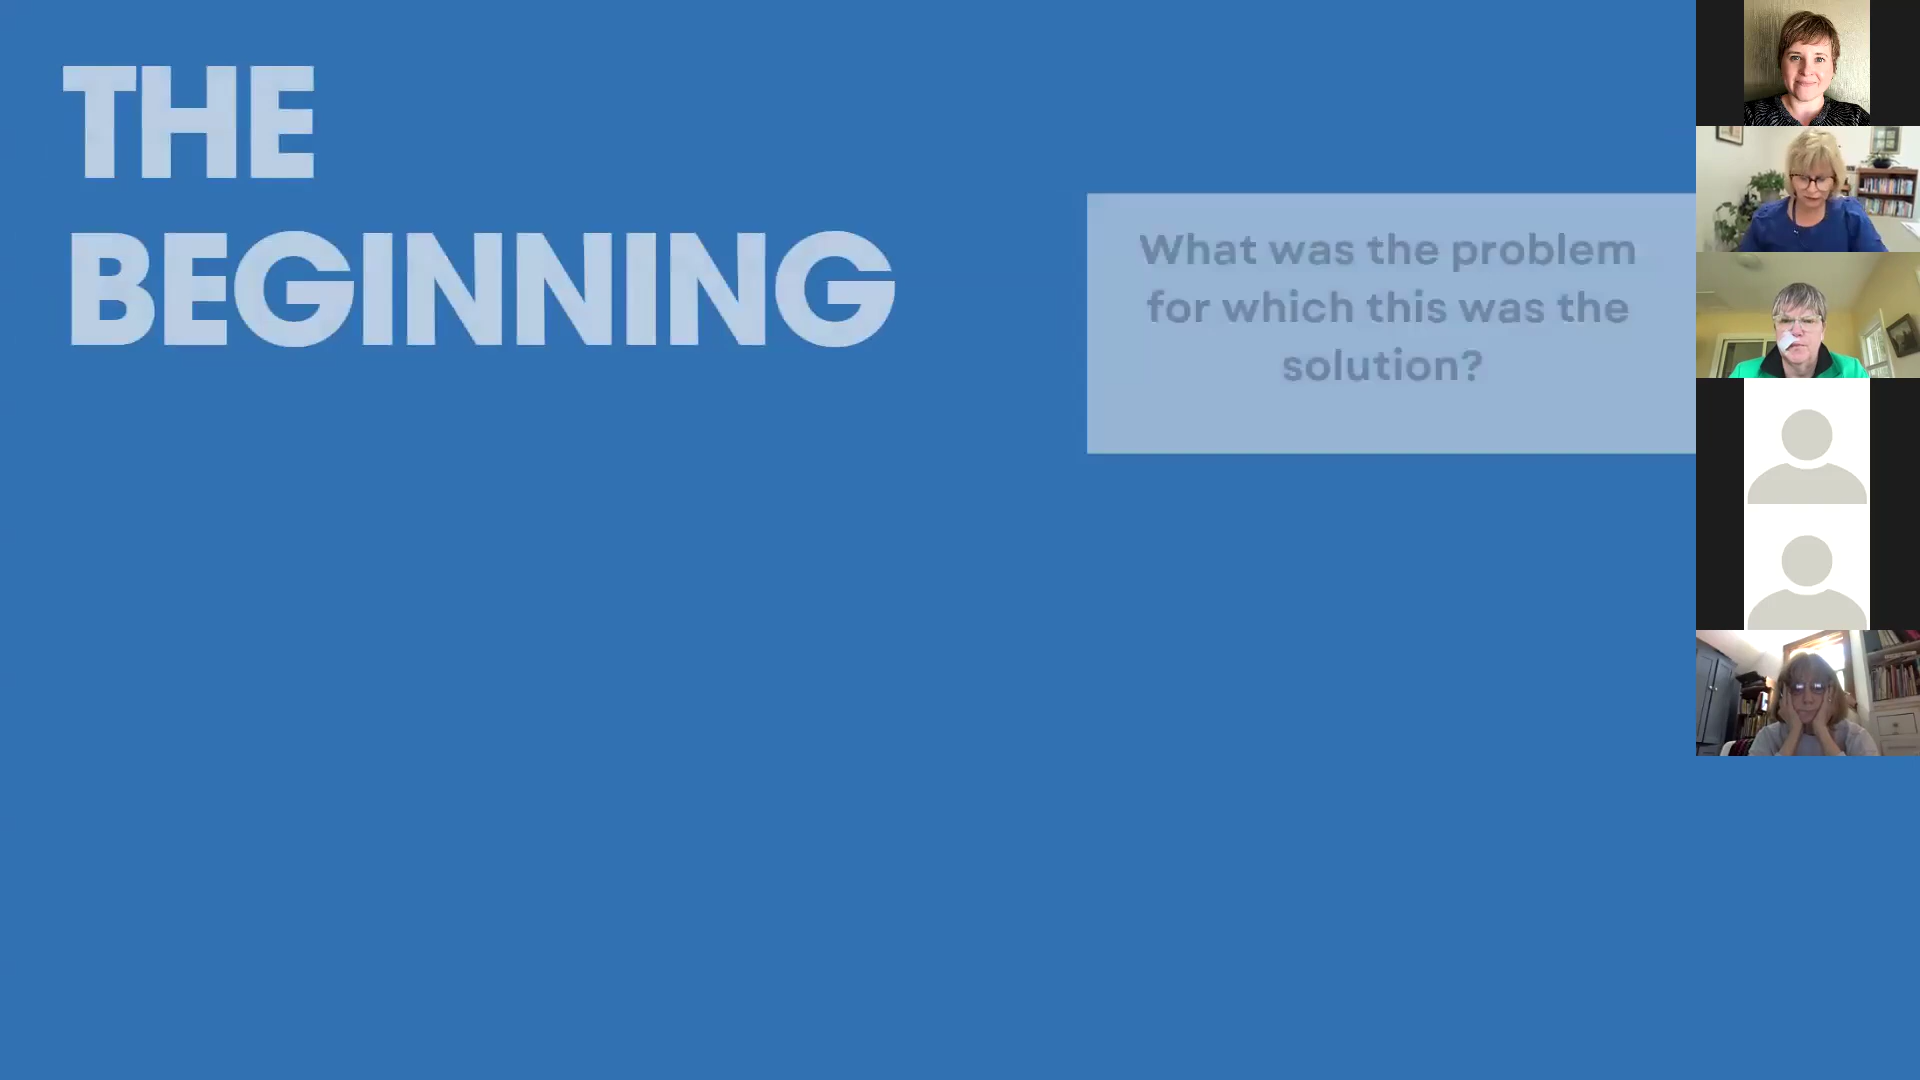 THE
BEGINNING
What was the problem
for which this was the
solution?